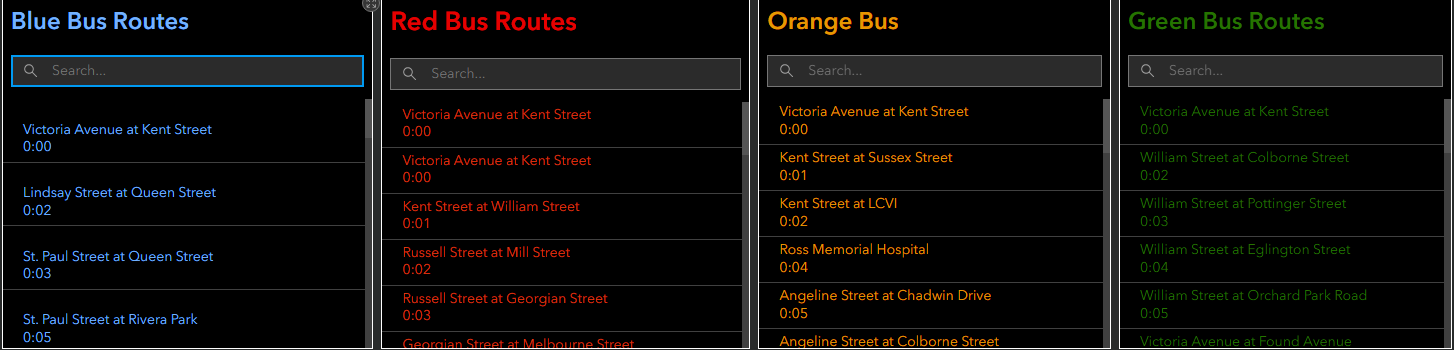 Blue Bus Routes
Search...
Victoria Avenue at Kent Street
0:00
Lindsay Street at Queen Street
0:02
St. Paul Street at Queen Street
0:03
St. Paul Street at Rivera Park
0:05
Red Bus Routes
Search...
Victoria Avenue at Kent Street
0:00
Victoria Avenue at Kent Street
0:00
Kent Street at William Street
0:01
Russell Street at Mill Street
0:02
Russell Street at Georgian Street
0:03
Georgian Street at Melbourne Street
Orange Bus
Search...
Victoria Avenue at Kent Street
0:00
Kent Street at Sussex Street
0:01
Kent Street at LCVI
0:02
Ross Memorial Hospital
0:04
Angeline Street at Chadwin Drive
0:05
Angeline Street at Colborne Street
Green Bus Routes
Search...
Victoria Avenue at Kent Street
0:00
William Street at Colborne Street
0:02
William Street at Pottinger Street
0:03
William Street at Eglington Street
0:04
William Street at Orchard Park Road
0:05
Victoria Avenue at Found Avenue